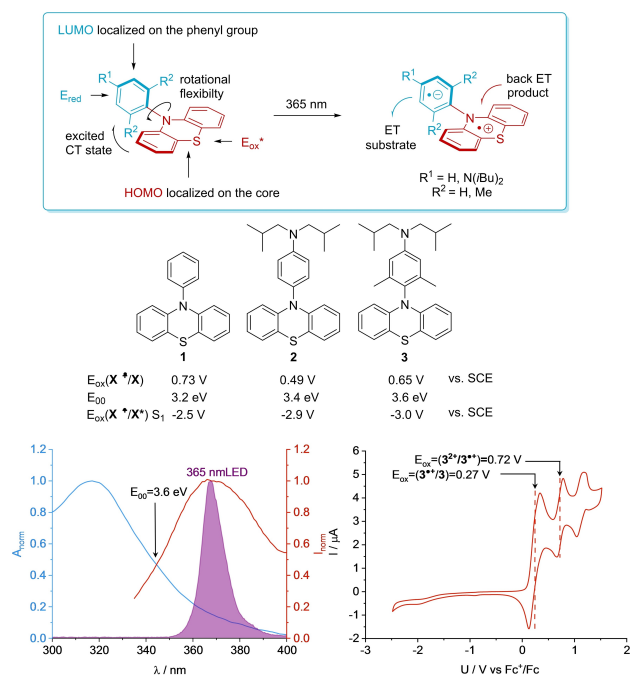 LUMO localized on the phenyl group
R1
R2
rotational
flexibilty
Ered
N
R2
S
excited
CT state
Eox*
HOMO localized on the core
365 nm
R1
R2
back ET
product
N
R2
S
ET
substrate
R1 = H, N(iBu)2
R2 = H, Me
N
S
1
N
N
S
2
N
N
S
3
Eox(X•+/X) 0.73 V 0.49 V 0.65 V vs. SCE
E00 3.2 eV 3.4 eV 3.6 eV
Eox(X•+/X*) S1 -2.5 V -2.9 V -3.0 V vs. SCE
1.2
1.0
0.8
0.6
0.4
0.2
0.0
Anorm
365 nmLED
E00=3.6 eV
1.2
1.0
0.8
0.6
0.4
0.2
0.0
Inorm
300 320 340 360 380 400
λ / nm
6
5
4
3
2
1
0
-1
-2
I / µA
Eox=(3²⁺/3•+)=0.72 V
Eox=(3•+/3)=0.27 V
-3 -2 -1 0 1 2
U / V vs Fc+/Fc